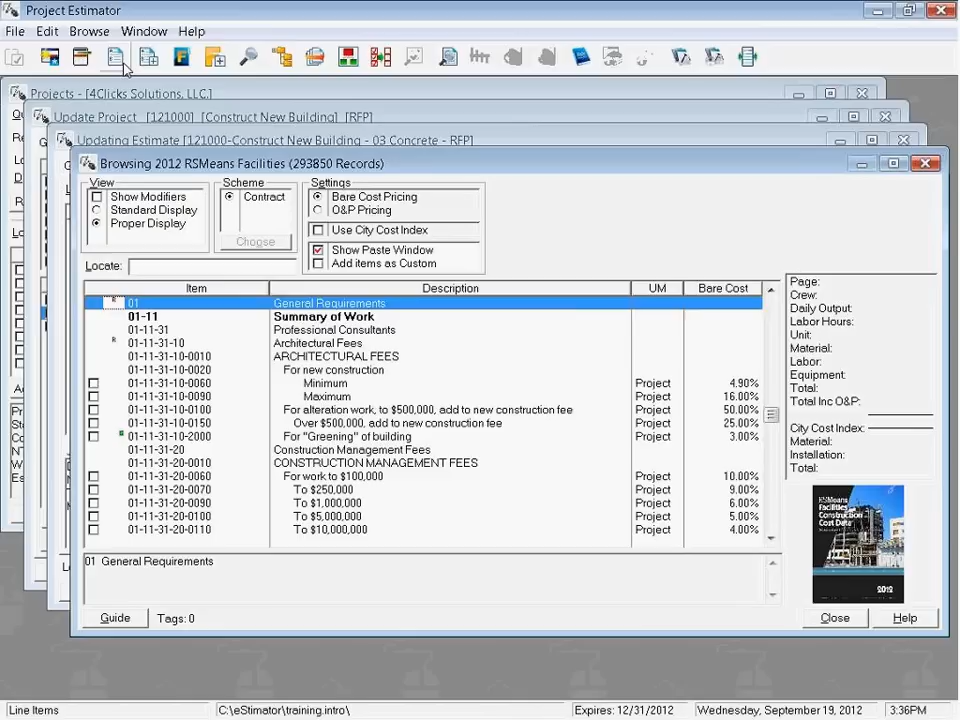 Project Estimator
File Edit Browse Window Help
Projects - [4Clicks Solutions, LLC.]
Update Project [121000] [Construct New Building] [RFP]
Updating Estimate [121000-Construct New Building - 03 Concrete - RFP]
Browsing 2012 RSMeans Facilities (293850 Records)
View
Show Modifiers
Standard Display
Proper Display
Scheme
Contract
Choose
Settings
Bare Cost Pricing
O&P Pricing
Use City Cost Index
Show Paste Window
Add items as Custom
Locate:
Item Description UM Bare Cost
R 01 General Requirements
01-11 Summary of Work
01-11-31 Professional Consultants
R 01-11-31-10 Architectural Fees
01-11-31-10-0010 ARCHITECTURAL FEES
01-11-31-10-0020 For new construction
01-11-31-10-0060 Minimum Project 4.90%
01-11-31-10-0090 Maximum Project 16.00%
01-11-31-10-0100 For alteration work, to $500,000, add to new construction fee Project 50.00%
01-11-31-10-0150 Over $500,000, add to new construction fee Project 25.00%
01-11-31-10-2000 For "Greening" of building Project 3.00%
01-11-31-20 Construction Management Fees
01-11-31-20-0010 CONSTRUCTION MANAGEMENT FEES
01-11-31-20-0060 For work to $100,000 Project 10.00%
01-11-31-20-0070 To $250,000 Project 9.00%
01-11-31-20-0090 To $1,000,000 Project 6.00%
01-11-31-20-0100 To $5,000,000 Project 5.00%
01-11-31-20-0110 To $10,000,000 Project 4.00%
Page:
Crew:
Daily Output:
Labor Hours:
Unit:
Material:
Labor:
Equipment:
Total:
Total Inc O&P:
City Cost Index:
Material:
Installation:
Total:
RSMeans
Facilities
Construction
Cost Data
2012
01 General Requirements
Guide Tags: 0 Close Help
Line Items C:\eStimator\training.intro\ Expires: 12/31/2012 Wednesday, September 19, 2012 3:36PM